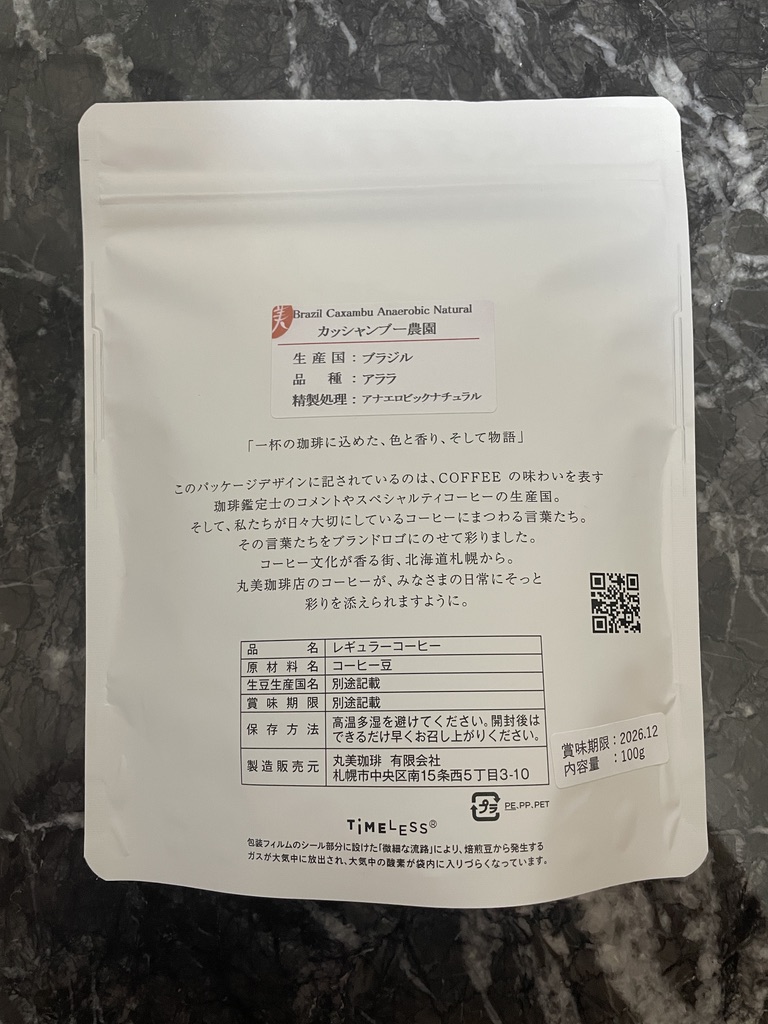 美
Brazil Caxambu Anaerobic Natural
カッシャンブー農園
生産国：ブラジル
品　種：アララ
精製処理：アナエロビックナチュラル
「一杯の珈琲に込めた、色と香り、そして物語」
このパッケージデザインに記されているのは、COFFEE の味わいを表す
珈琲鑑定士のコメントやスペシャルティコーヒーの生産国。
そして、私たちが日々大切にしているコーヒーにまつわる言葉たち。
その言葉たちをブランドロゴにのせて彩りました。
コーヒー文化が香る街、北海道札幌から。
丸美珈琲店のコーヒーが、みなさまの日常にそっと
彩りを添えられますように。
品名 レギュラーコーヒー
原材料名 コーヒー豆
生豆生産国名 別途記載
賞味期限 別途記載
保存方法 高温多湿を避けてください。開封後は
できるだけ早くお召し上がりください。
製造販売元 丸美珈琲 有限会社
札幌市中央区南15条西5丁目3-10
賞味期限：2026.12
内容量　：100g
プラ PE.PP.PET
TiMELESS®
包装フィルムのシール部分に設けた「微細な流路」により、焙煎豆から発生する
ガスが大気中に放出され、大気中の酸素が袋内に入りづらくなっています。